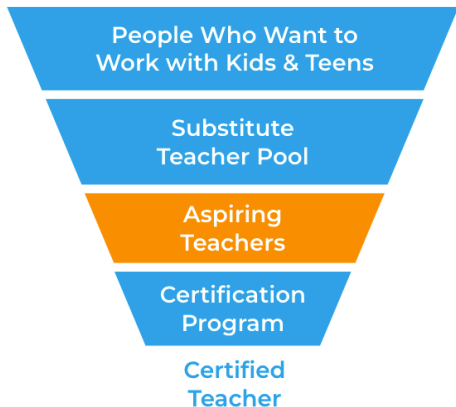 People Who Want to
Work with Kids & Teens
Substitute
Teacher Pool
Aspiring
Teachers
Certification
Program
Certified
Teacher